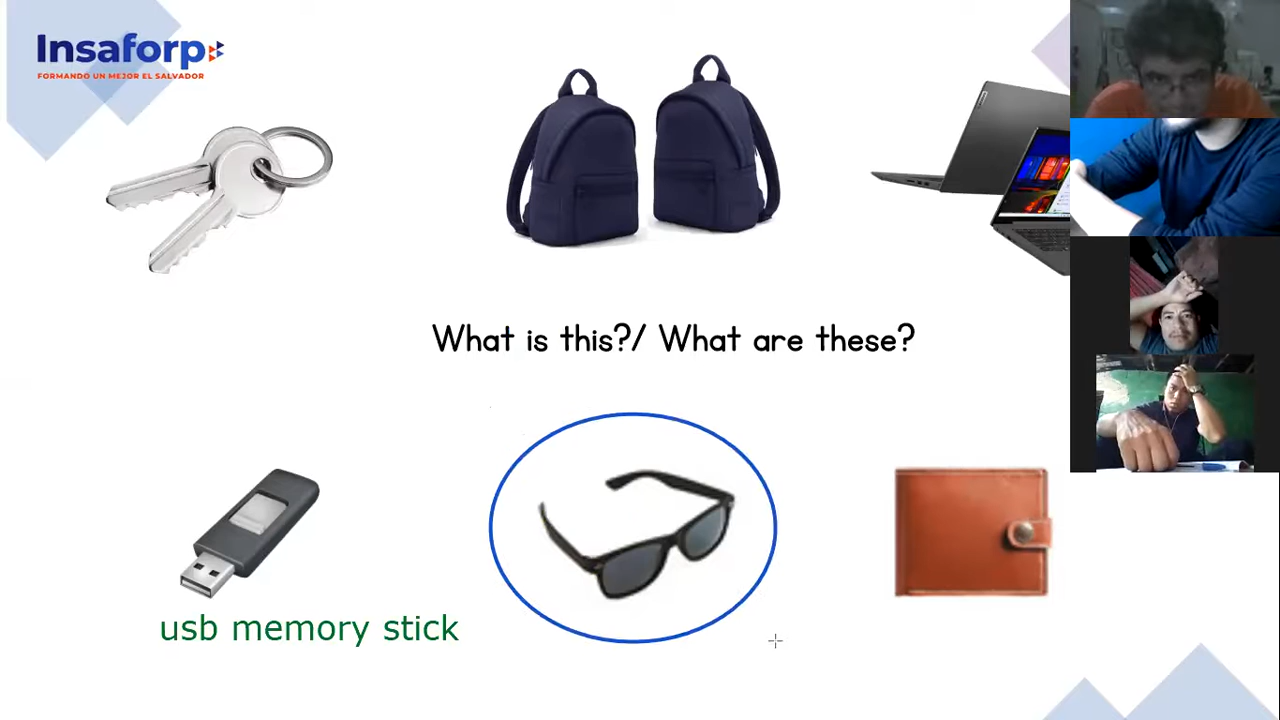 Insaforp
FORMANDO UN MEJOR EL SALVADOR
What is this?/ What are these?
usb memory stick